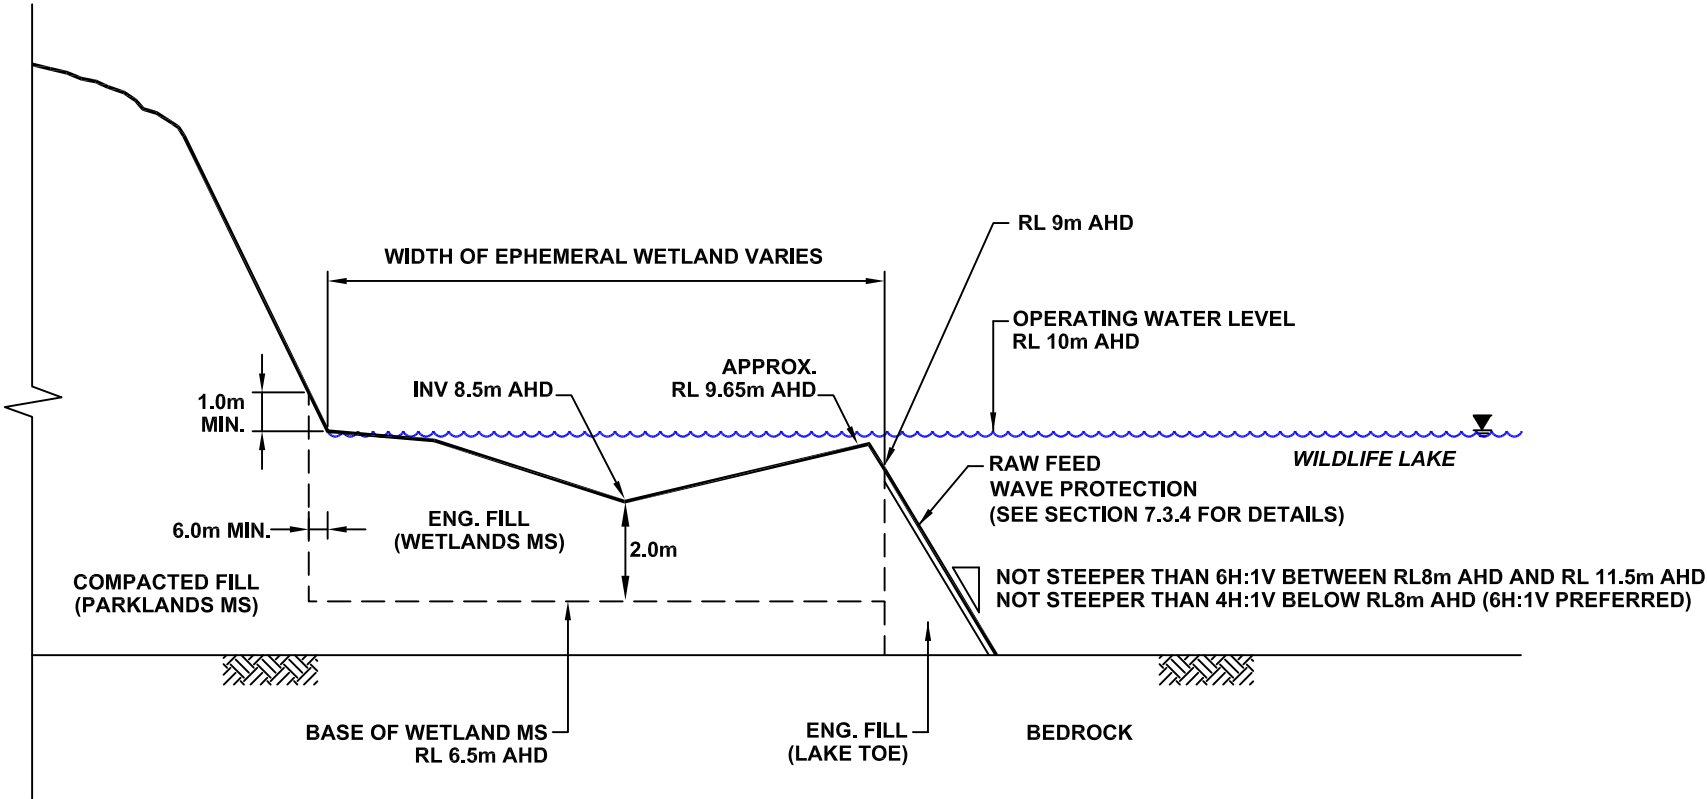 RL 9m AHD
WIDTH OF EPHEMERAL WETLAND VARIES
OPERATING WATER LEVEL
RL 10m AHD
APPROX.
RL 9.65m AHD
INV 8.5m AHD
1.0m
MIN.
WILDLIFE LAKE
RAW FEED
WAVE PROTECTION
(SEE SECTION 7.3.4 FOR DETAILS)
6.0m MIN.
ENG. FILL
(WETLANDS MS)
2.0m
COMPACTED FILL
(PARKLANDS MS)
NOT STEEPER THAN 6H:1V BETWEEN RL8m AHD AND RL 11.5m AHD
NOT STEEPER THAN 4H:1V BELOW RL8m AHD (6H:1V PREFERRED)
BASE OF WETLAND MS
RL 6.5m AHD
ENG. FILL
(LAKE TOE)
BEDROCK